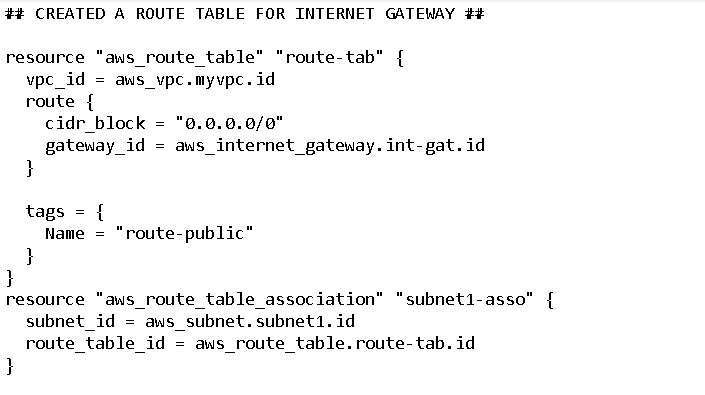 ## CREATED A ROUTE TABLE FOR INTERNET GATEWAY ##
resource "aws_route_table" "route-tab" {
vpc_id = aws_vpc.myvpc.id
route {
cidr_block = "0.0.0.0/0"
gateway_id = aws_internet_gateway.int-gat.id
}
tags = {
Name = "route-public"
}
}
resource "aws_route_table_association" "subnet1-asso" {
subnet_id = aws_subnet.subnet1.id
route_table_id = aws_route_table.route-tab.id
}